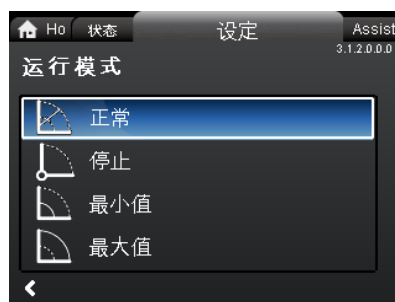 Ho 状态 设定 Assist
3.1.2.0.0.0
运行模式
正常
停止
最小值
最大值